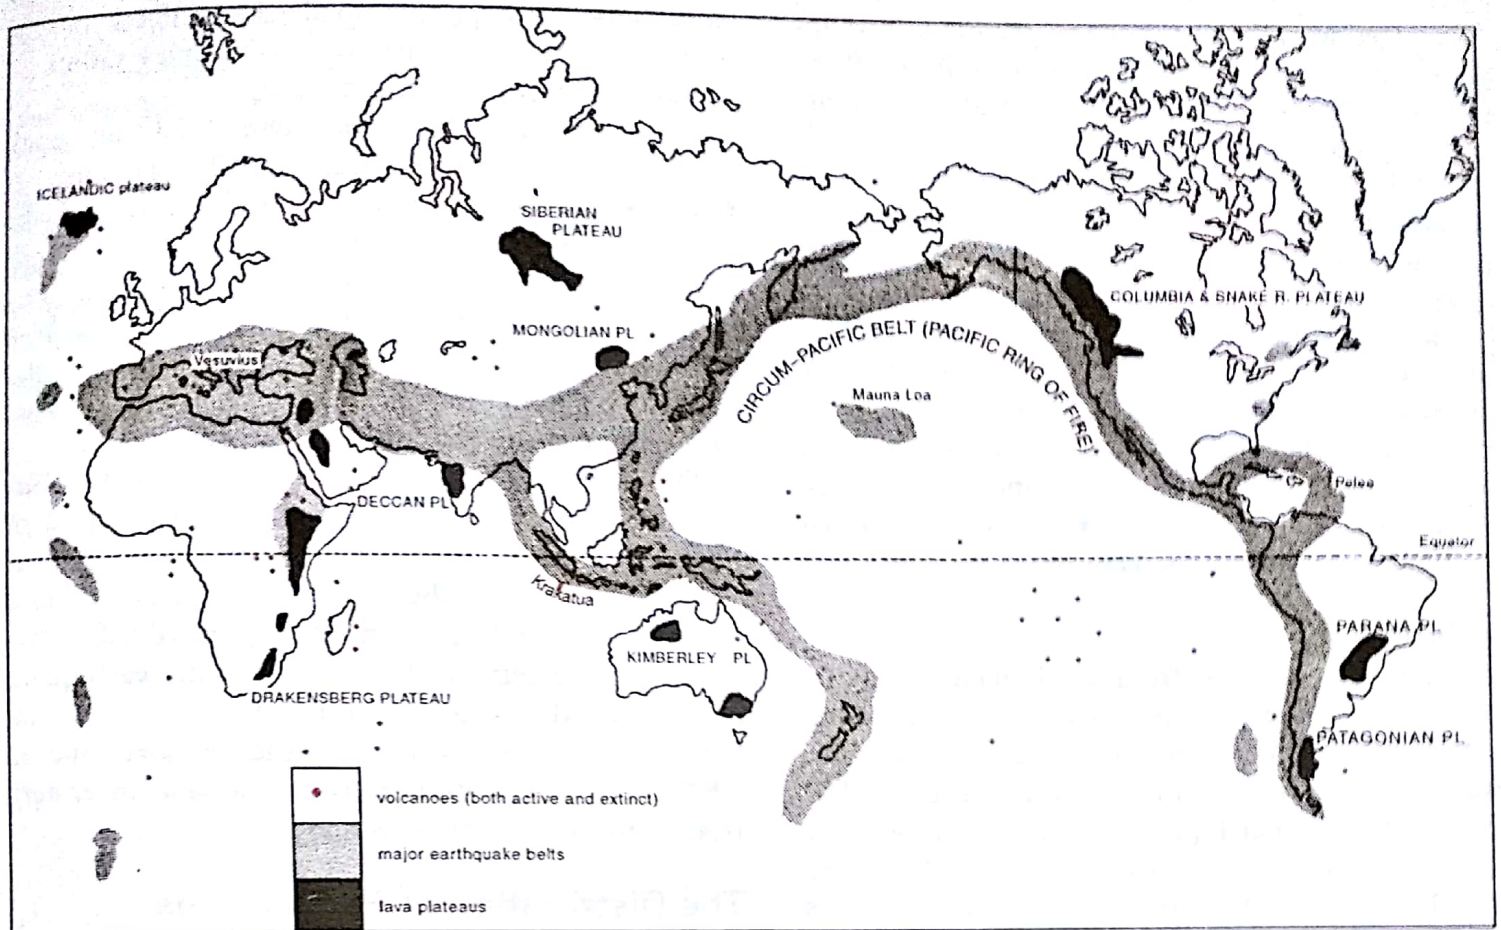 ICELANDIC plateau
SIBERIAN
PLATEAU
COLUMBIA & SNAKE R. PLATEAU
MONGOLIAN PL
CIRCUM–PACIFIC BELT (PACIFIC RING OF FIRE)
Vesuvius
Mauna Loa
Pelee
DECCAN PL
Equator
Krakatua
PARANA PL
KIMBERLEY PL
DRAKENSBERG PLATEAU
PATAGONIAN PL
volcanoes (both active and extinct)
major earthquake belts
lava plateaus